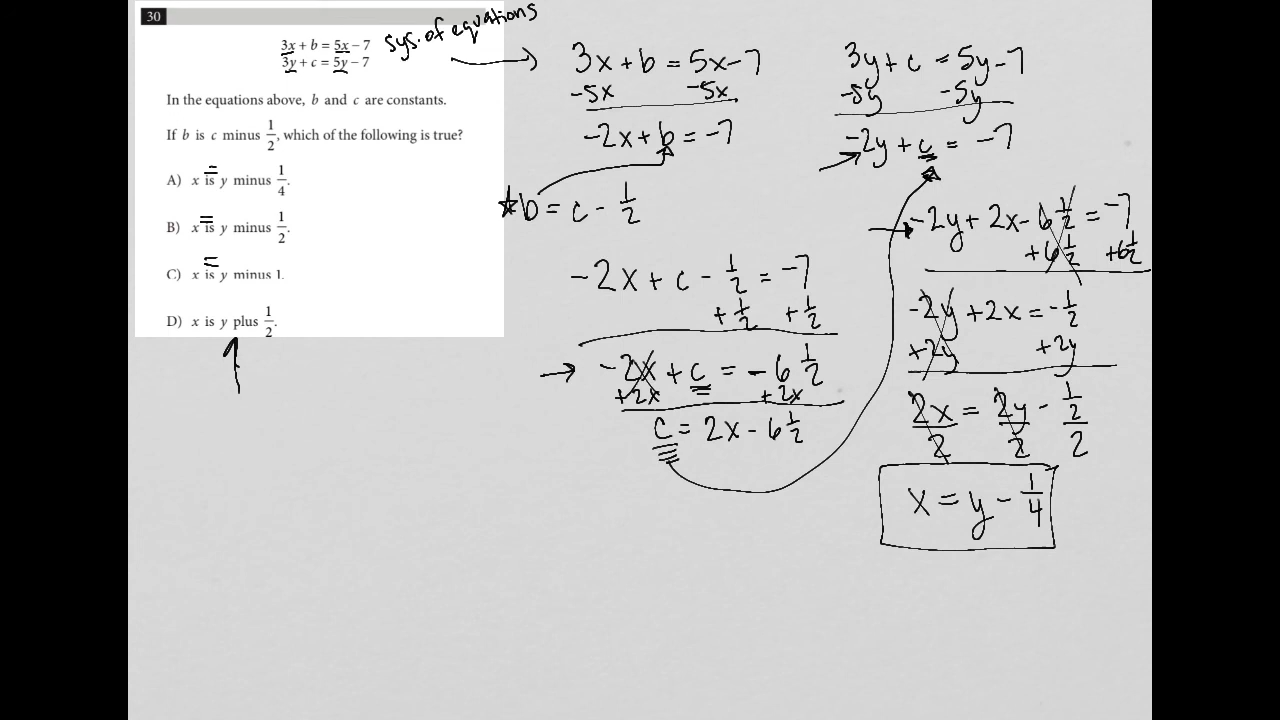 30
sys. of equations
3x + b = 5x − 7
3y + c = 5y − 7
In the equations above, b and c are constants.
If b is c minus 1/2, which of the following is true?
A) x is y minus 1/4.
=
B) x is y minus 1/2.
=
C) x is y minus 1.
=
D) x is y plus 1/2.
3x + b = 5x − 7
-5x -5x
-2x + b = -7
★b = c - 1/2
-2x + c - 1/2 = -7
+ 1/2 + 1/2
-2x + c = -6 1/2
+2x +2x
c = 2x - 6 1/2
3y + c = 5y - 7
-5y -5y
-2y + c = -7
-2y + 2x - 6 1/2 = -7
+6 1/2 +6 1/2
-2y + 2x = -1/2
+2y +2y
2x = 2y - 1/2
2 2 2
x = y - 1/4